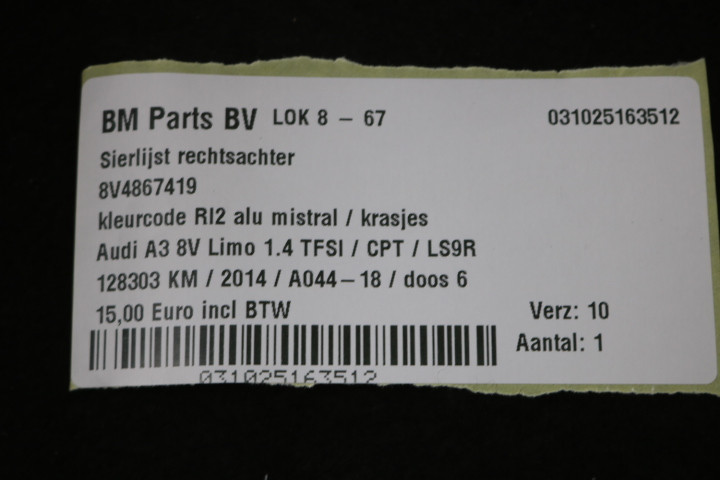 BM Parts BV LOK 8 - 67 031025163512
Sierlijst rechtsachter
8V4867419
kleurcode RI2 alu mistral / krasjes
Audi A3 8V Limo 1.4 TFSI / CPT / LS9R
128303 KM / 2014 / A044-18 / doos 6
15,00 Euro incl BTW Verz: 10
Aantal: 1
031025163512